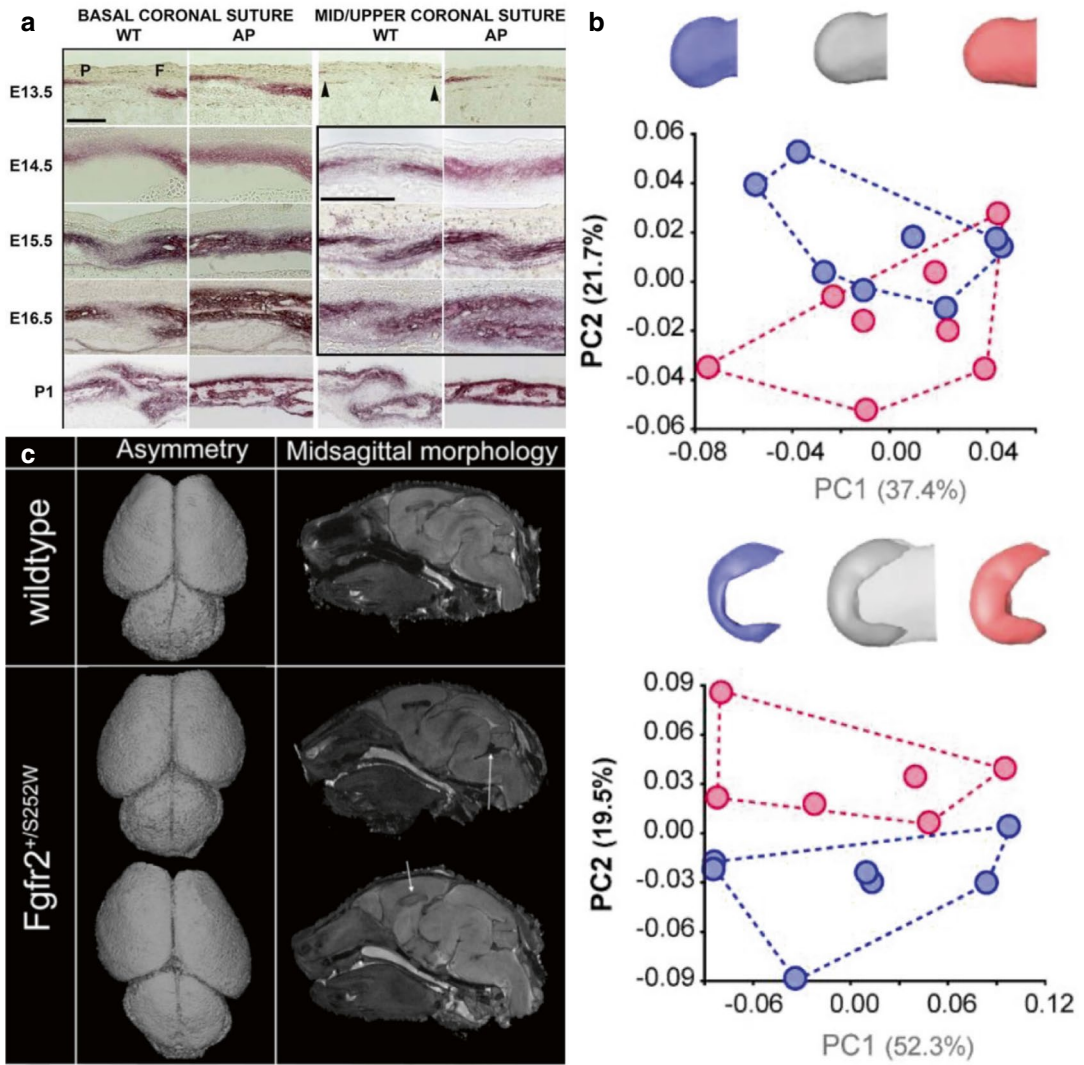 a
BASAL CORONAL SUTURE
MID/UPPER CORONAL SUTURE
WT
AP
WT
AP
P
F
E13.5
E14.5
E15.5
E16.5
P1
b
0.06
0.04
0.02
0.00
-0.02
-0.04
-0.06
PC2 (21.7%)
-0.08
-0.04
0.00
0.04
PC1 (37.4%)
0.09
0.06
0.03
0.00
-0.03
-0.06
-0.09
PC2 (19.5%)
-0.06
0.00
0.06
0.12
PC1 (52.3%)
c
Asymmetry
Midsagittal morphology
wildtype
Fgfr2+/S252W